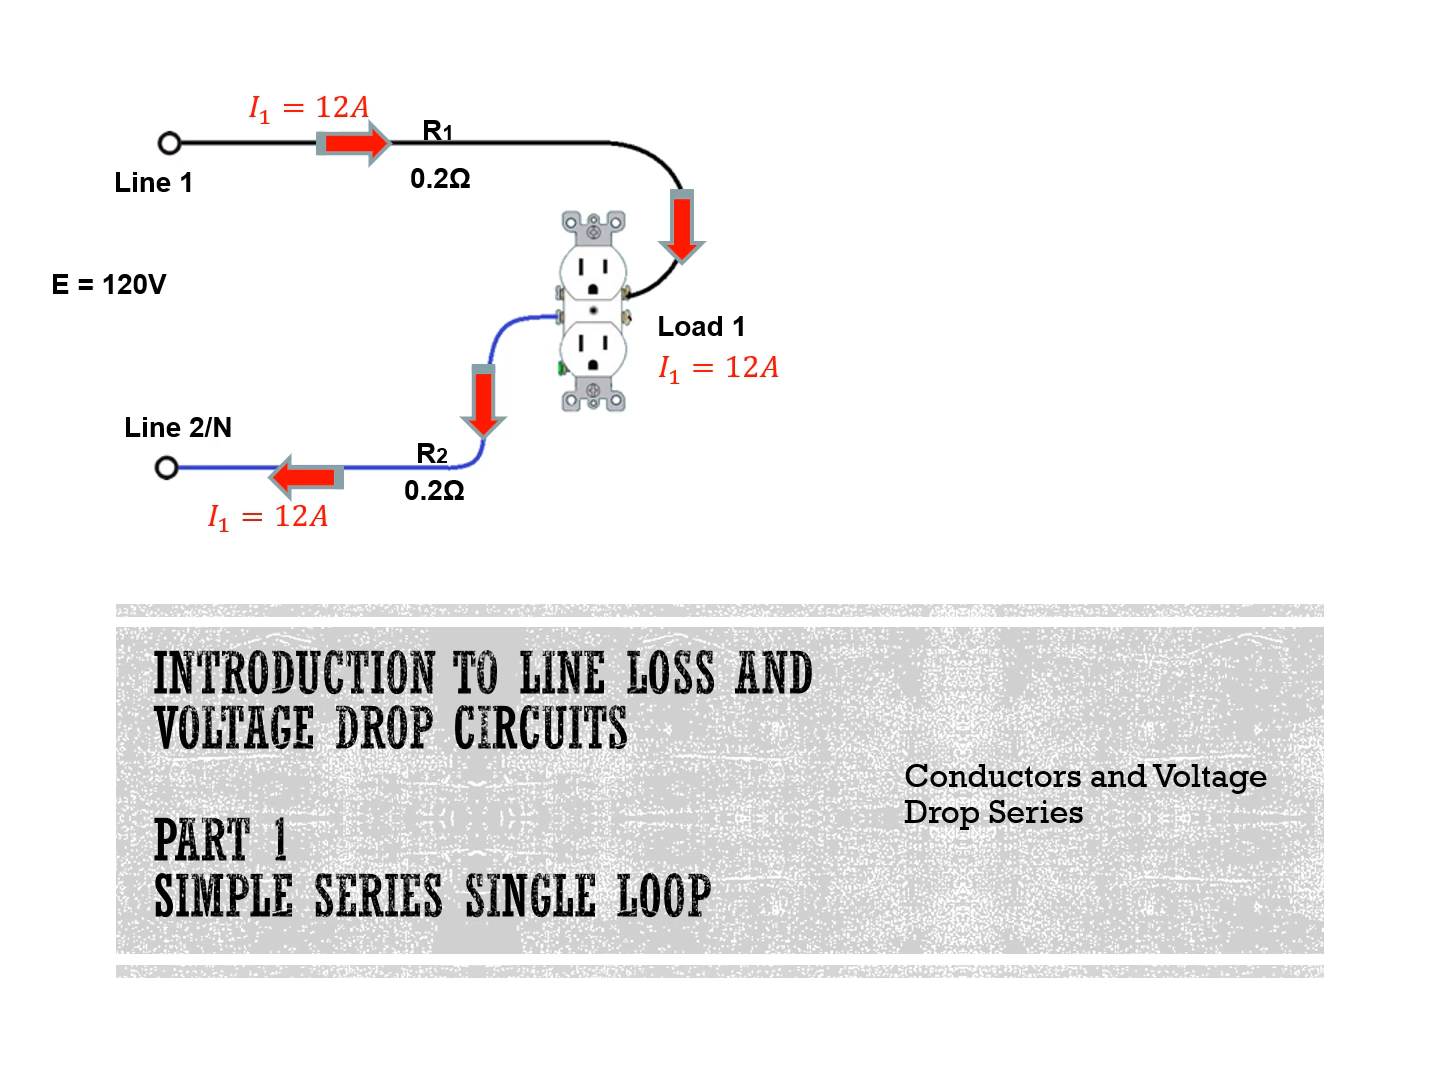 I₁ = 12A
R1
0.2Ω
Line 1
E = 120V
Load 1
I₁ = 12A
Line 2/N
R2
0.2Ω
I₁ = 12A
INTRODUCTION TO LINE LOSS AND
VOLTAGE DROP CIRCUITS
PART 1
SIMPLE SERIES SINGLE LOOP
Conductors and Voltage
Drop Series